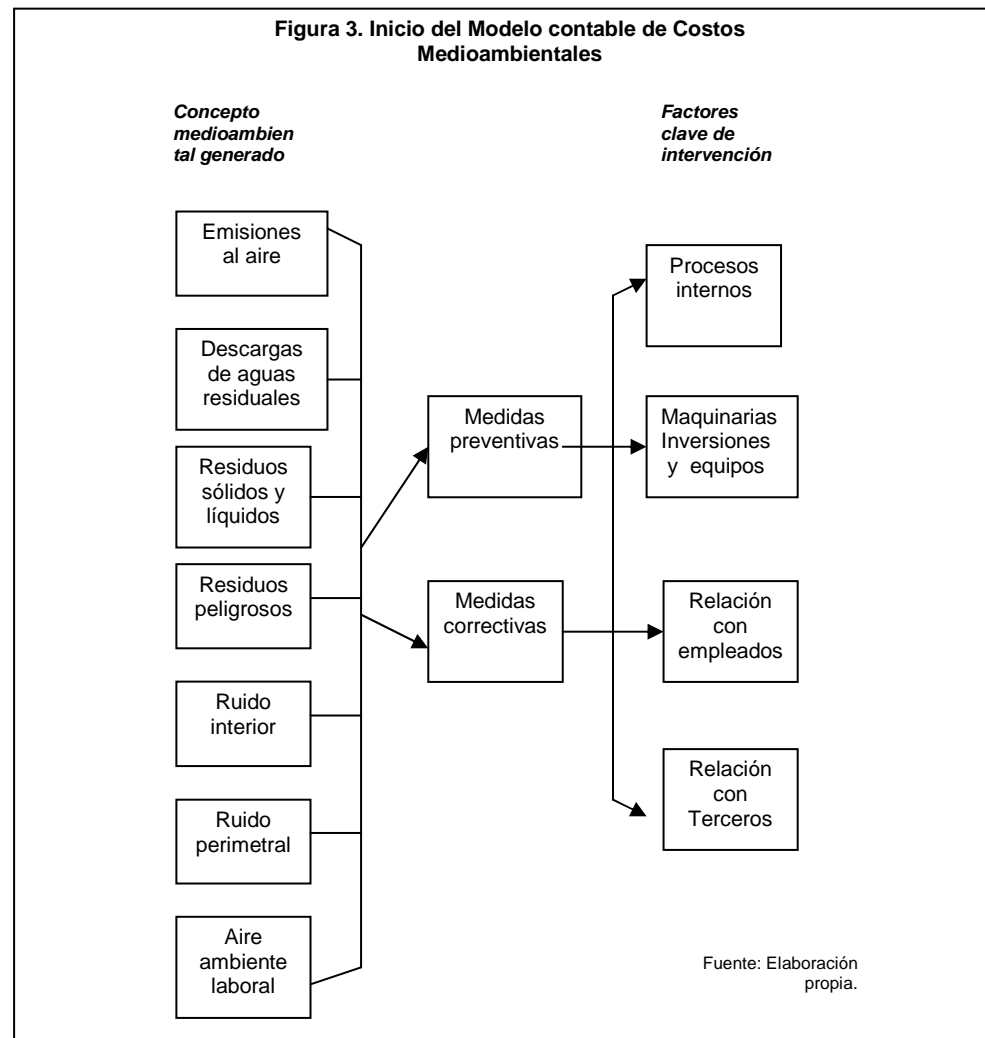 Figura 3. Inicio del Modelo contable de Costos
Medioambientales
Concepto
medioambien
tal generado
Factores
clave de
intervención
Emisiones
al aire
Descargas
de aguas
residuales
Residuos
sólidos y
líquidos
Residuos
peligrosos
Ruido
interior
Ruido
perimetral
Aire
ambiente
laboral
Medidas
preventivas
Medidas
correctivas
Procesos
internos
Maquinarias
Inversiones
y equipos
Relación
con
empleados
Relación
con
Terceros
Fuente: Elaboración
propia.